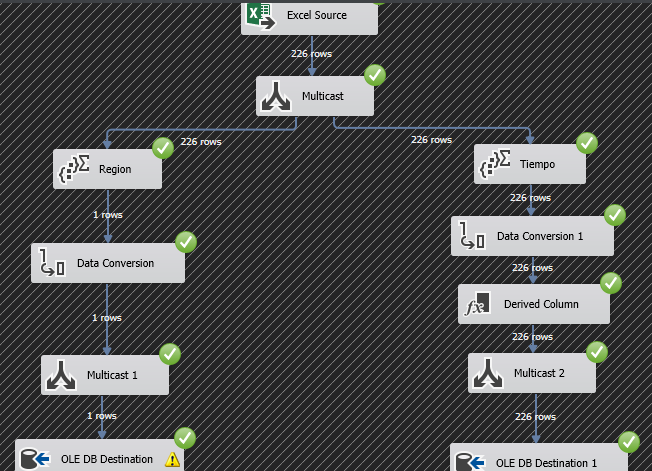 Excel Source
226 rows
Multicast
226 rows
226 rows
Region
Tiempo
1 rows
226 rows
Data Conversion
Data Conversion 1
226 rows
1 rows
Derived Column
226 rows
Multicast 1
Multicast 2
1 rows
226 rows
OLE DB Destination
OLE DB Destination 1